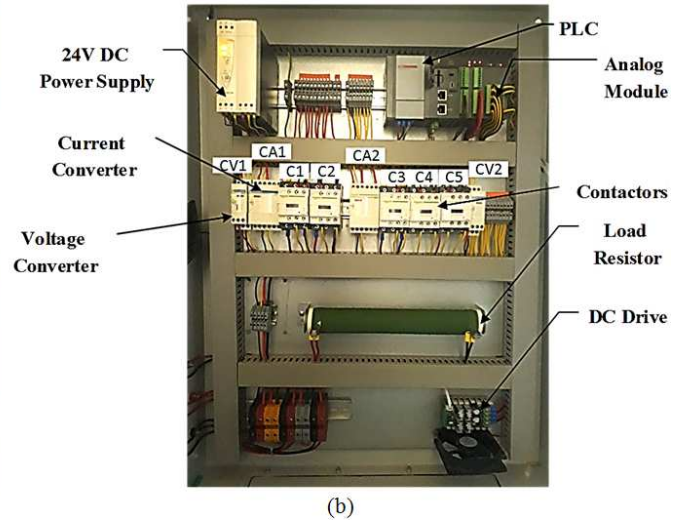 24V DC
Power Supply
PLC
Analog
Module
Current
Converter
CV1
CA1
C1
C2
CA2
C3
C4
C5
CV2
Contactors
Voltage
Converter
Load
Resistor
DC Drive
(b)